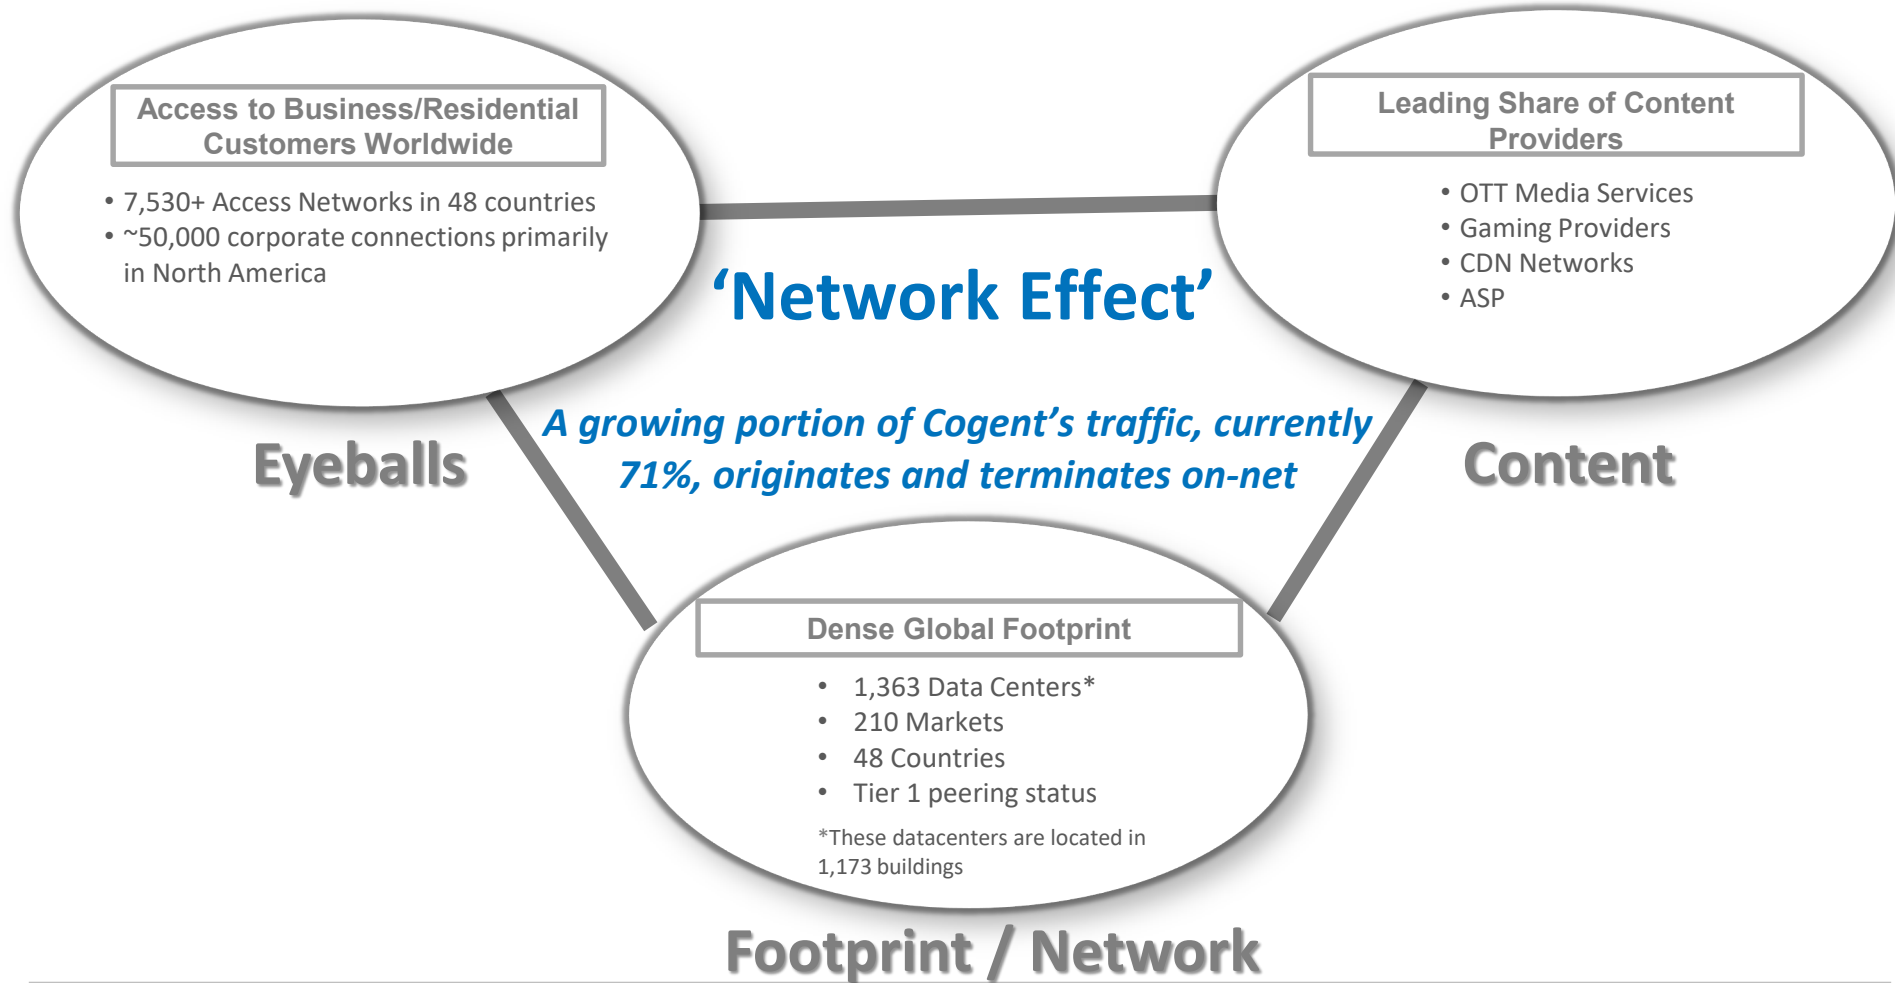 Access to Business/Residential
Customers Worldwide
• 7,530+ Access Networks in 48 countries
• ~50,000 corporate connections primarily
in North America
Eyeballs
Leading Share of Content
Providers
• OTT Media Services
• Gaming Providers
• CDN Networks
• ASP
Content
‘Network Effect’
A growing portion of Cogent’s traffic, currently
71%, originates and terminates on-net
Dense Global Footprint
• 1,363 Data Centers*
• 210 Markets
• 48 Countries
• Tier 1 peering status
*These datacenters are located in
1,173 buildings
Footprint / Network